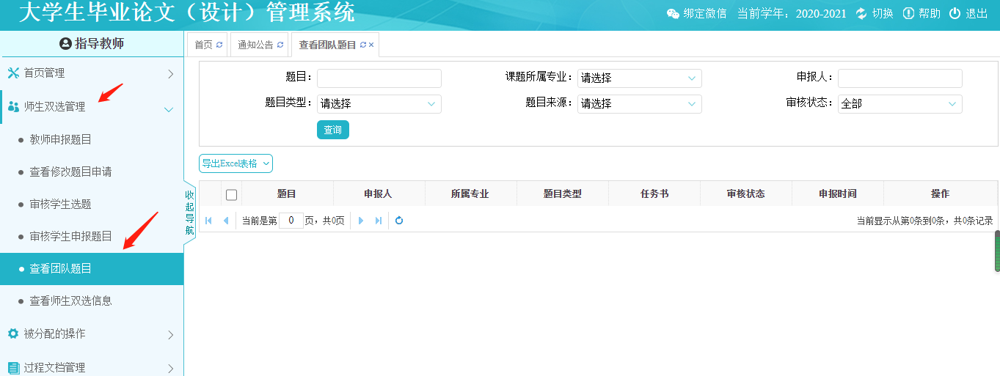 大学生毕业论文（设计）管理系统
绑定微信 当前学年：2020-2021 切换 帮助 退出
指导教师
首页管理
师生双选管理
教师申报题目
查看修改题目申请
审核学生选题
审核学生申报题目
查看团队题目
查看师生双选信息
被分配的操作
过程文档管理
收起导航
首页 通知公告 查看团队题目
题目： 课题所属专业： 请选择 申报人：
题目类型： 请选择 题目来源： 请选择 审核状态： 全部
查询
导出Excel表格
题目 申报人 所属专业 题目类型 任务书 审核状态 申报时间 操作
当前是第 0 页，共0页 当前显示从第0条到0条，共0条记录